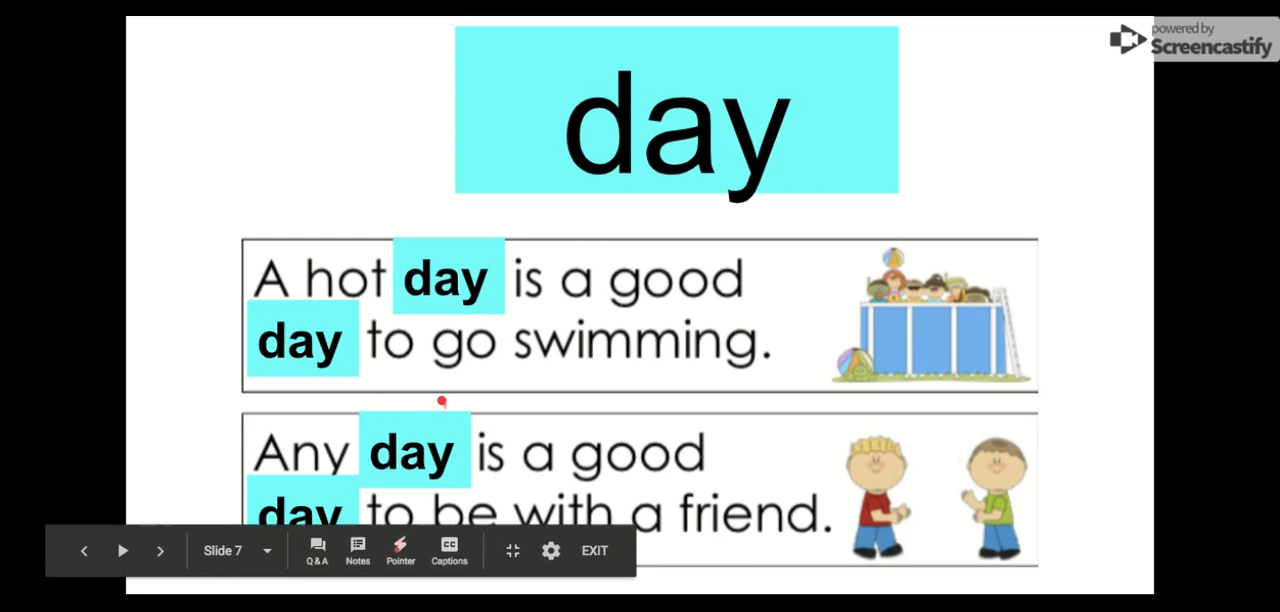 powered by
Screencastify
day
A hot day is a good
day to go swimming.
Any day is a good
day to be with a friend.
Slide 7
Q & A
Notes
Pointer
CC
Captions
EXIT